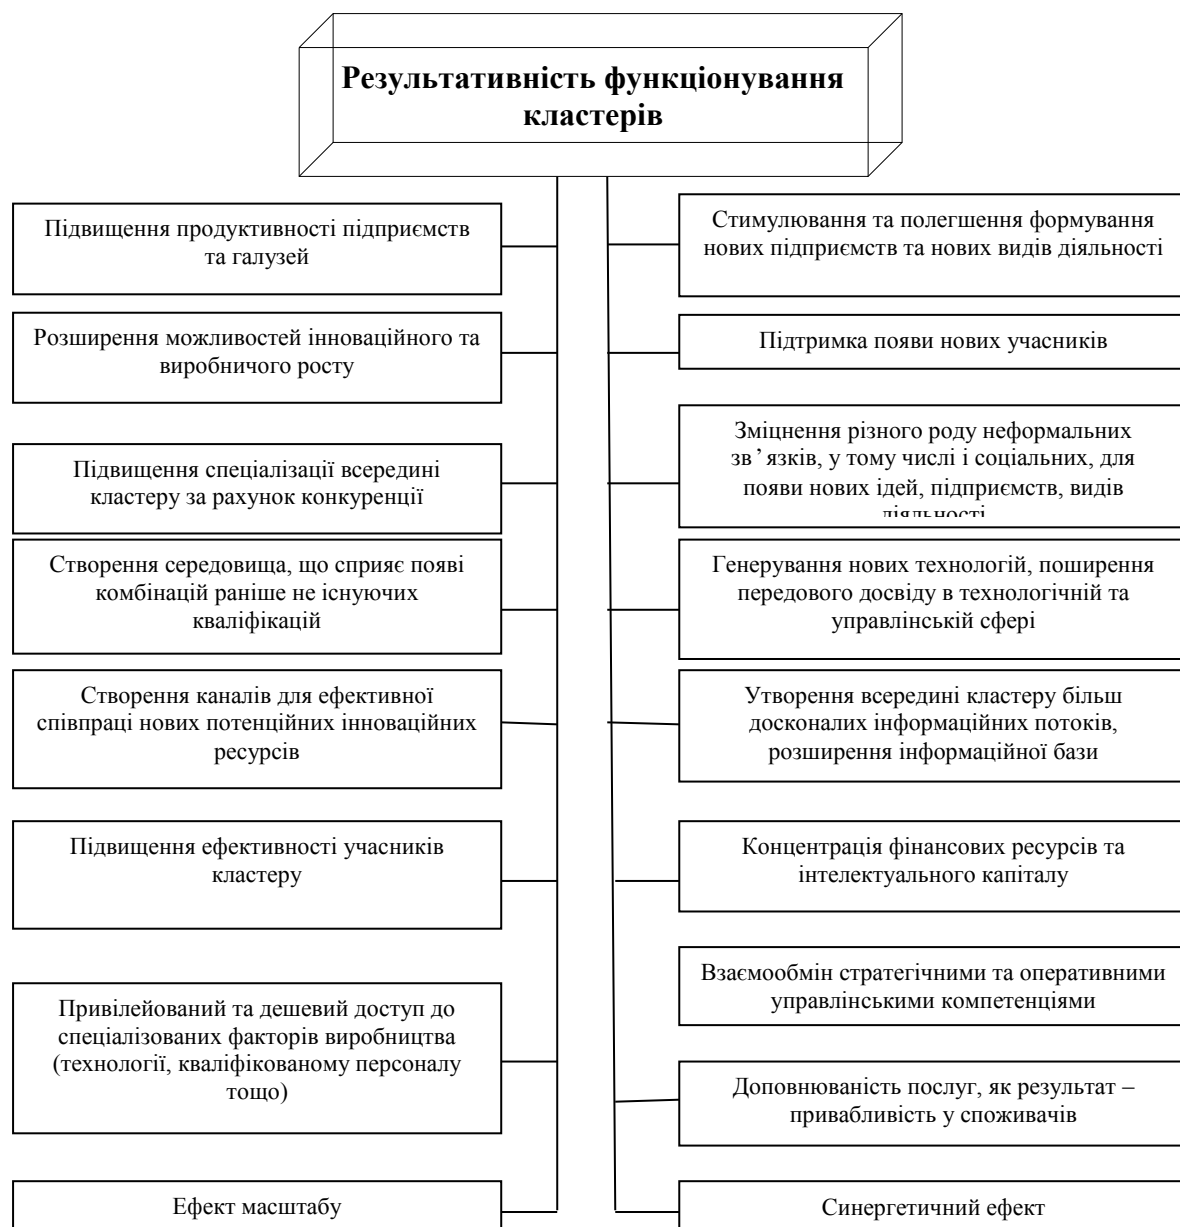 Результативність функціонування
кластерів
Підвищення продуктивності підприємств
та галузей
Розширення можливостей інноваційного та
виробничого росту
Підвищення спеціалізації всередині
кластеру за рахунок конкуренції
Створення середовища, що сприяє появі
комбінацій раніше не існуючих
кваліфікацій
Створення каналів для ефективної
співпраці нових потенційних інноваційних
ресурсів
Підвищення ефективності учасників
кластеру
Привілейований та дешевий доступ до
спеціалізованих факторів виробництва
(технології, кваліфікованому персоналу
тощо)
Ефект масштабу
Стимулювання та полегшення формування
нових підприємств та нових видів діяльності
Підтримка появи нових учасників
Зміцнення різного роду неформальних
зв’язків, у тому числі і соціальних, для
появи нових ідей, підприємств, видів
діяльності
Генерування нових технологій, поширення
передового досвіду в технологічній та
управлінській сфері
Утворення всередині кластеру більш
досконалих інформаційних потоків,
розширення інформаційної бази
Концентрація фінансових ресурсів та
інтелектуального капіталу
Взаємообмін стратегічними та оперативними
управлінськими компетенціями
Доповнюваність послуг, як результат –
привабливість у споживачів
Синергетичний ефект